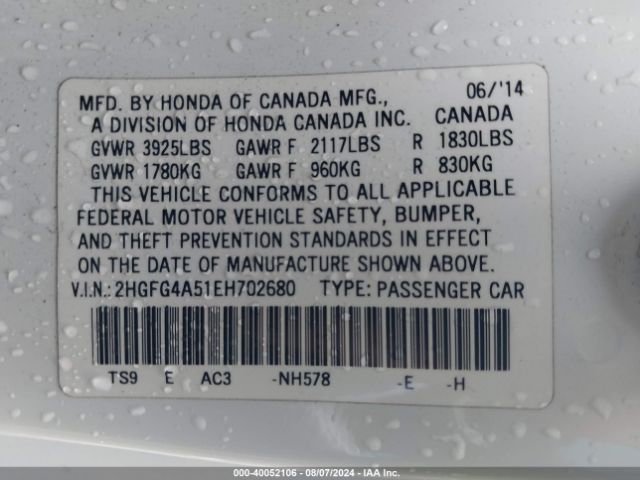 MFD. BY HONDA OF CANADA MFG., 06/'14
A DIVISION OF HONDA CANADA INC. CANADA
GVWR 3925LBS GAWR F 2117LBS R 1830LBS
GVWR 1780KG GAWR F 960KG R 830KG
THIS VEHICLE CONFORMS TO ALL APPLICABLE
FEDERAL MOTOR VEHICLE SAFETY, BUMPER,
AND THEFT PREVENTION STANDARDS IN EFFECT
ON THE DATE OF MANUFACTURE SHOWN ABOVE.
V.I.N.: 2HGFG4A51EH702680 TYPE: PASSENGER CAR
TS9 E AC3 -NH578 -E -H
000-40052106 - 08/07/2024 - IAA Inc.